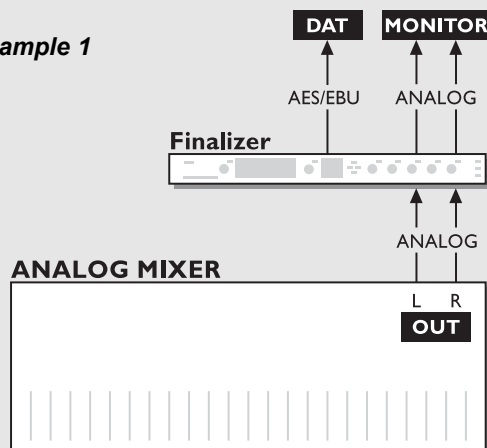 DAT MONITOR
ample 1
AES/EBU ANALOG
Finalizer
ANALOG
ANALOG MIXER
L R
OUT